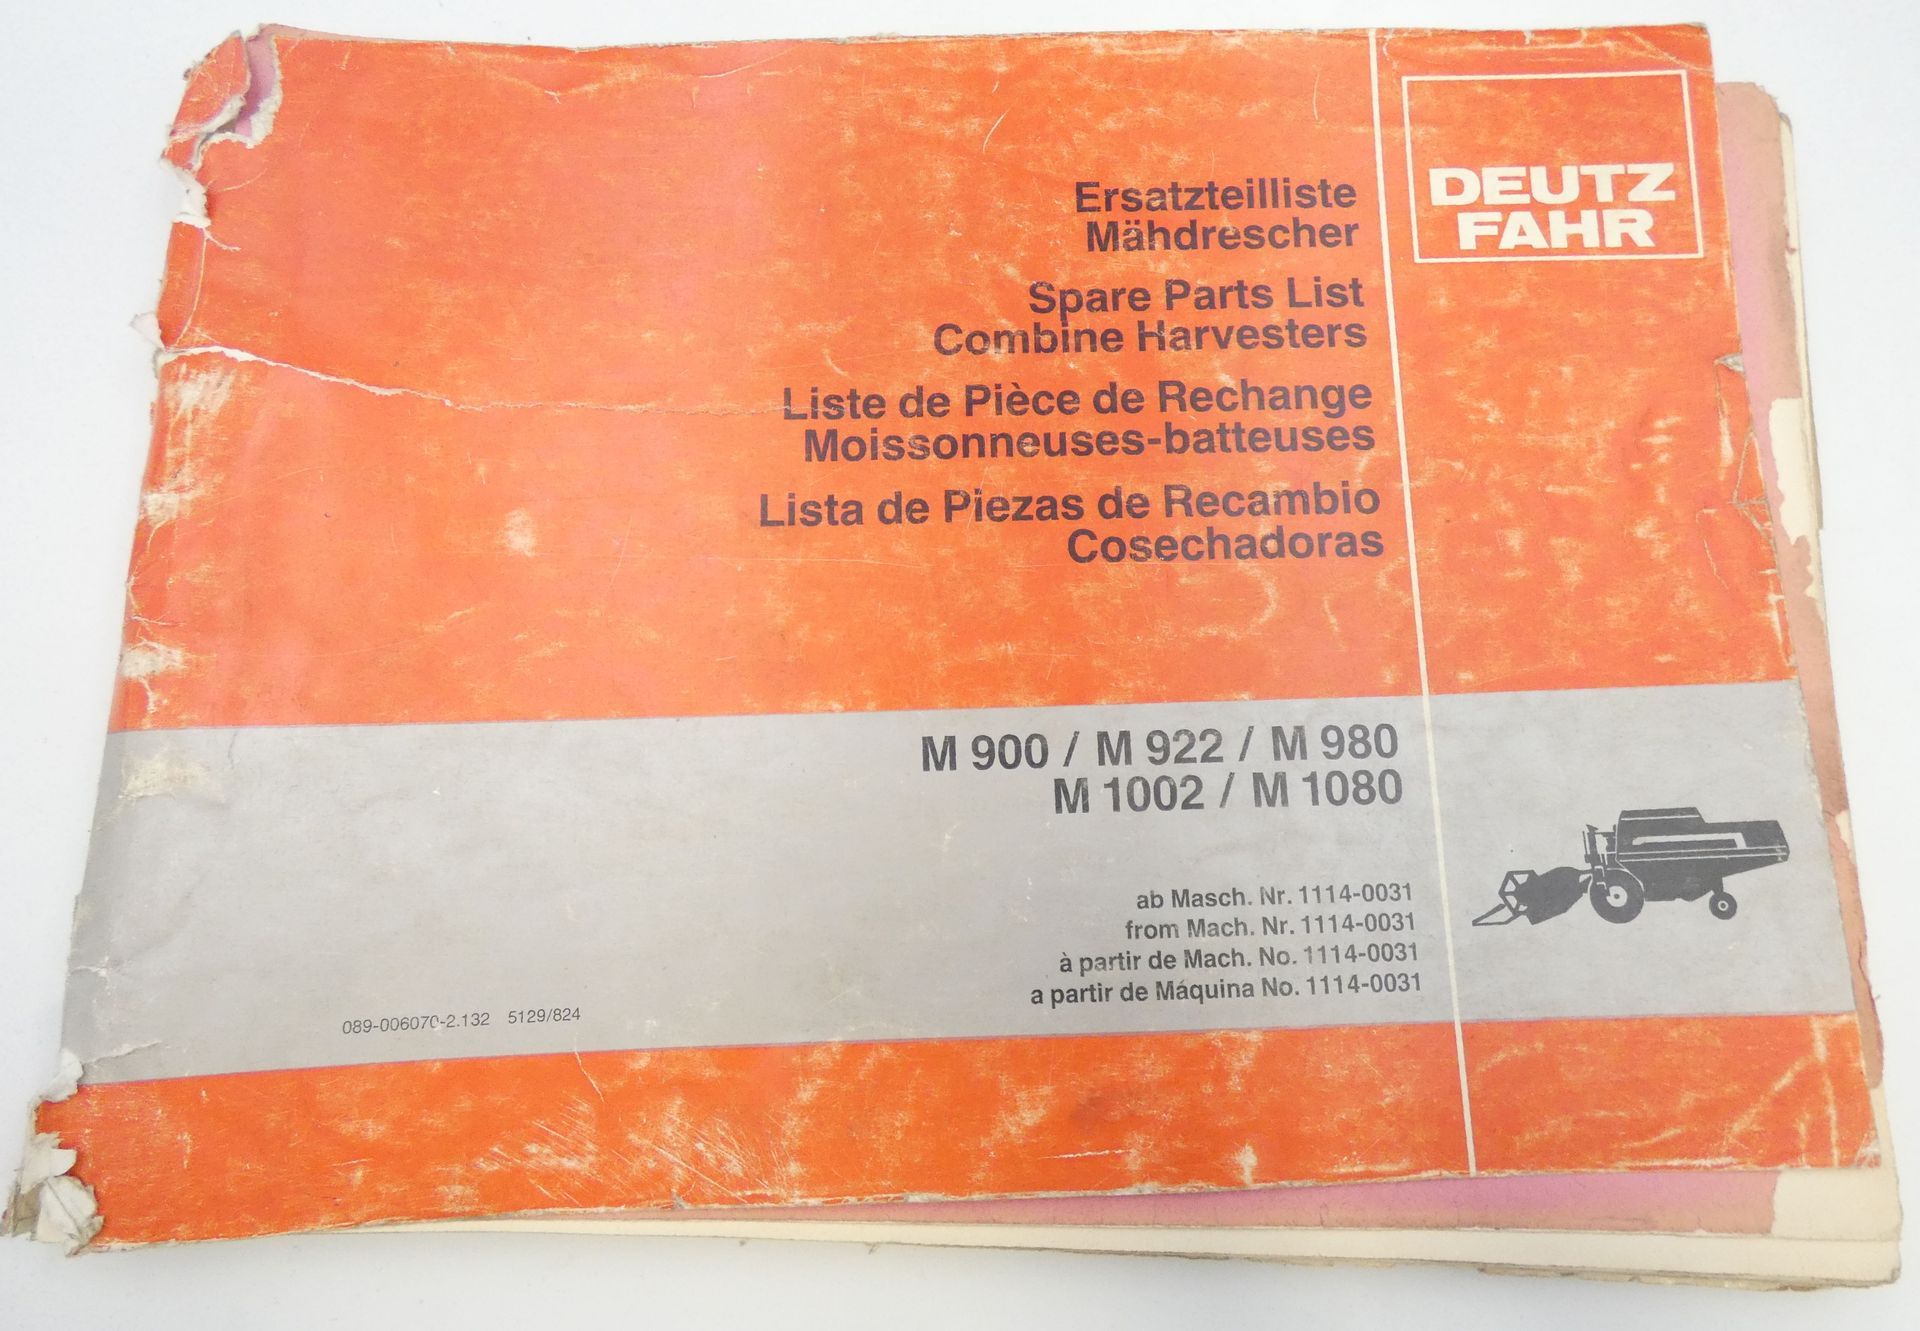 DEUTZ
FAHR
Ersatzteilliste
Mähdrescher
Spare Parts List
Combine Harvesters
Liste de Pièce de Rechange
Moissonneuses-batteuses
Lista de Piezas de Recambio
Cosechadoras
M 900 / M 922 / M 980
M 1002 / M 1080
ab Masch. Nr. 1114-0031
from Mach. Nr. 1114-0031
à partir de Mach. No. 1114-0031
a partir de Máquina No. 1114-0031
089-006070-2.132 5129/824